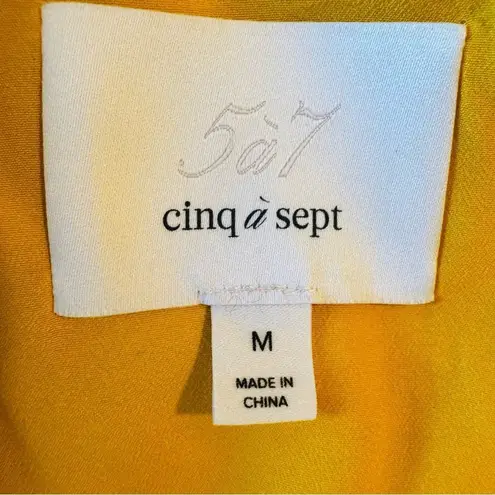 5à7
cinq à sept
M
MADE IN
CHINA